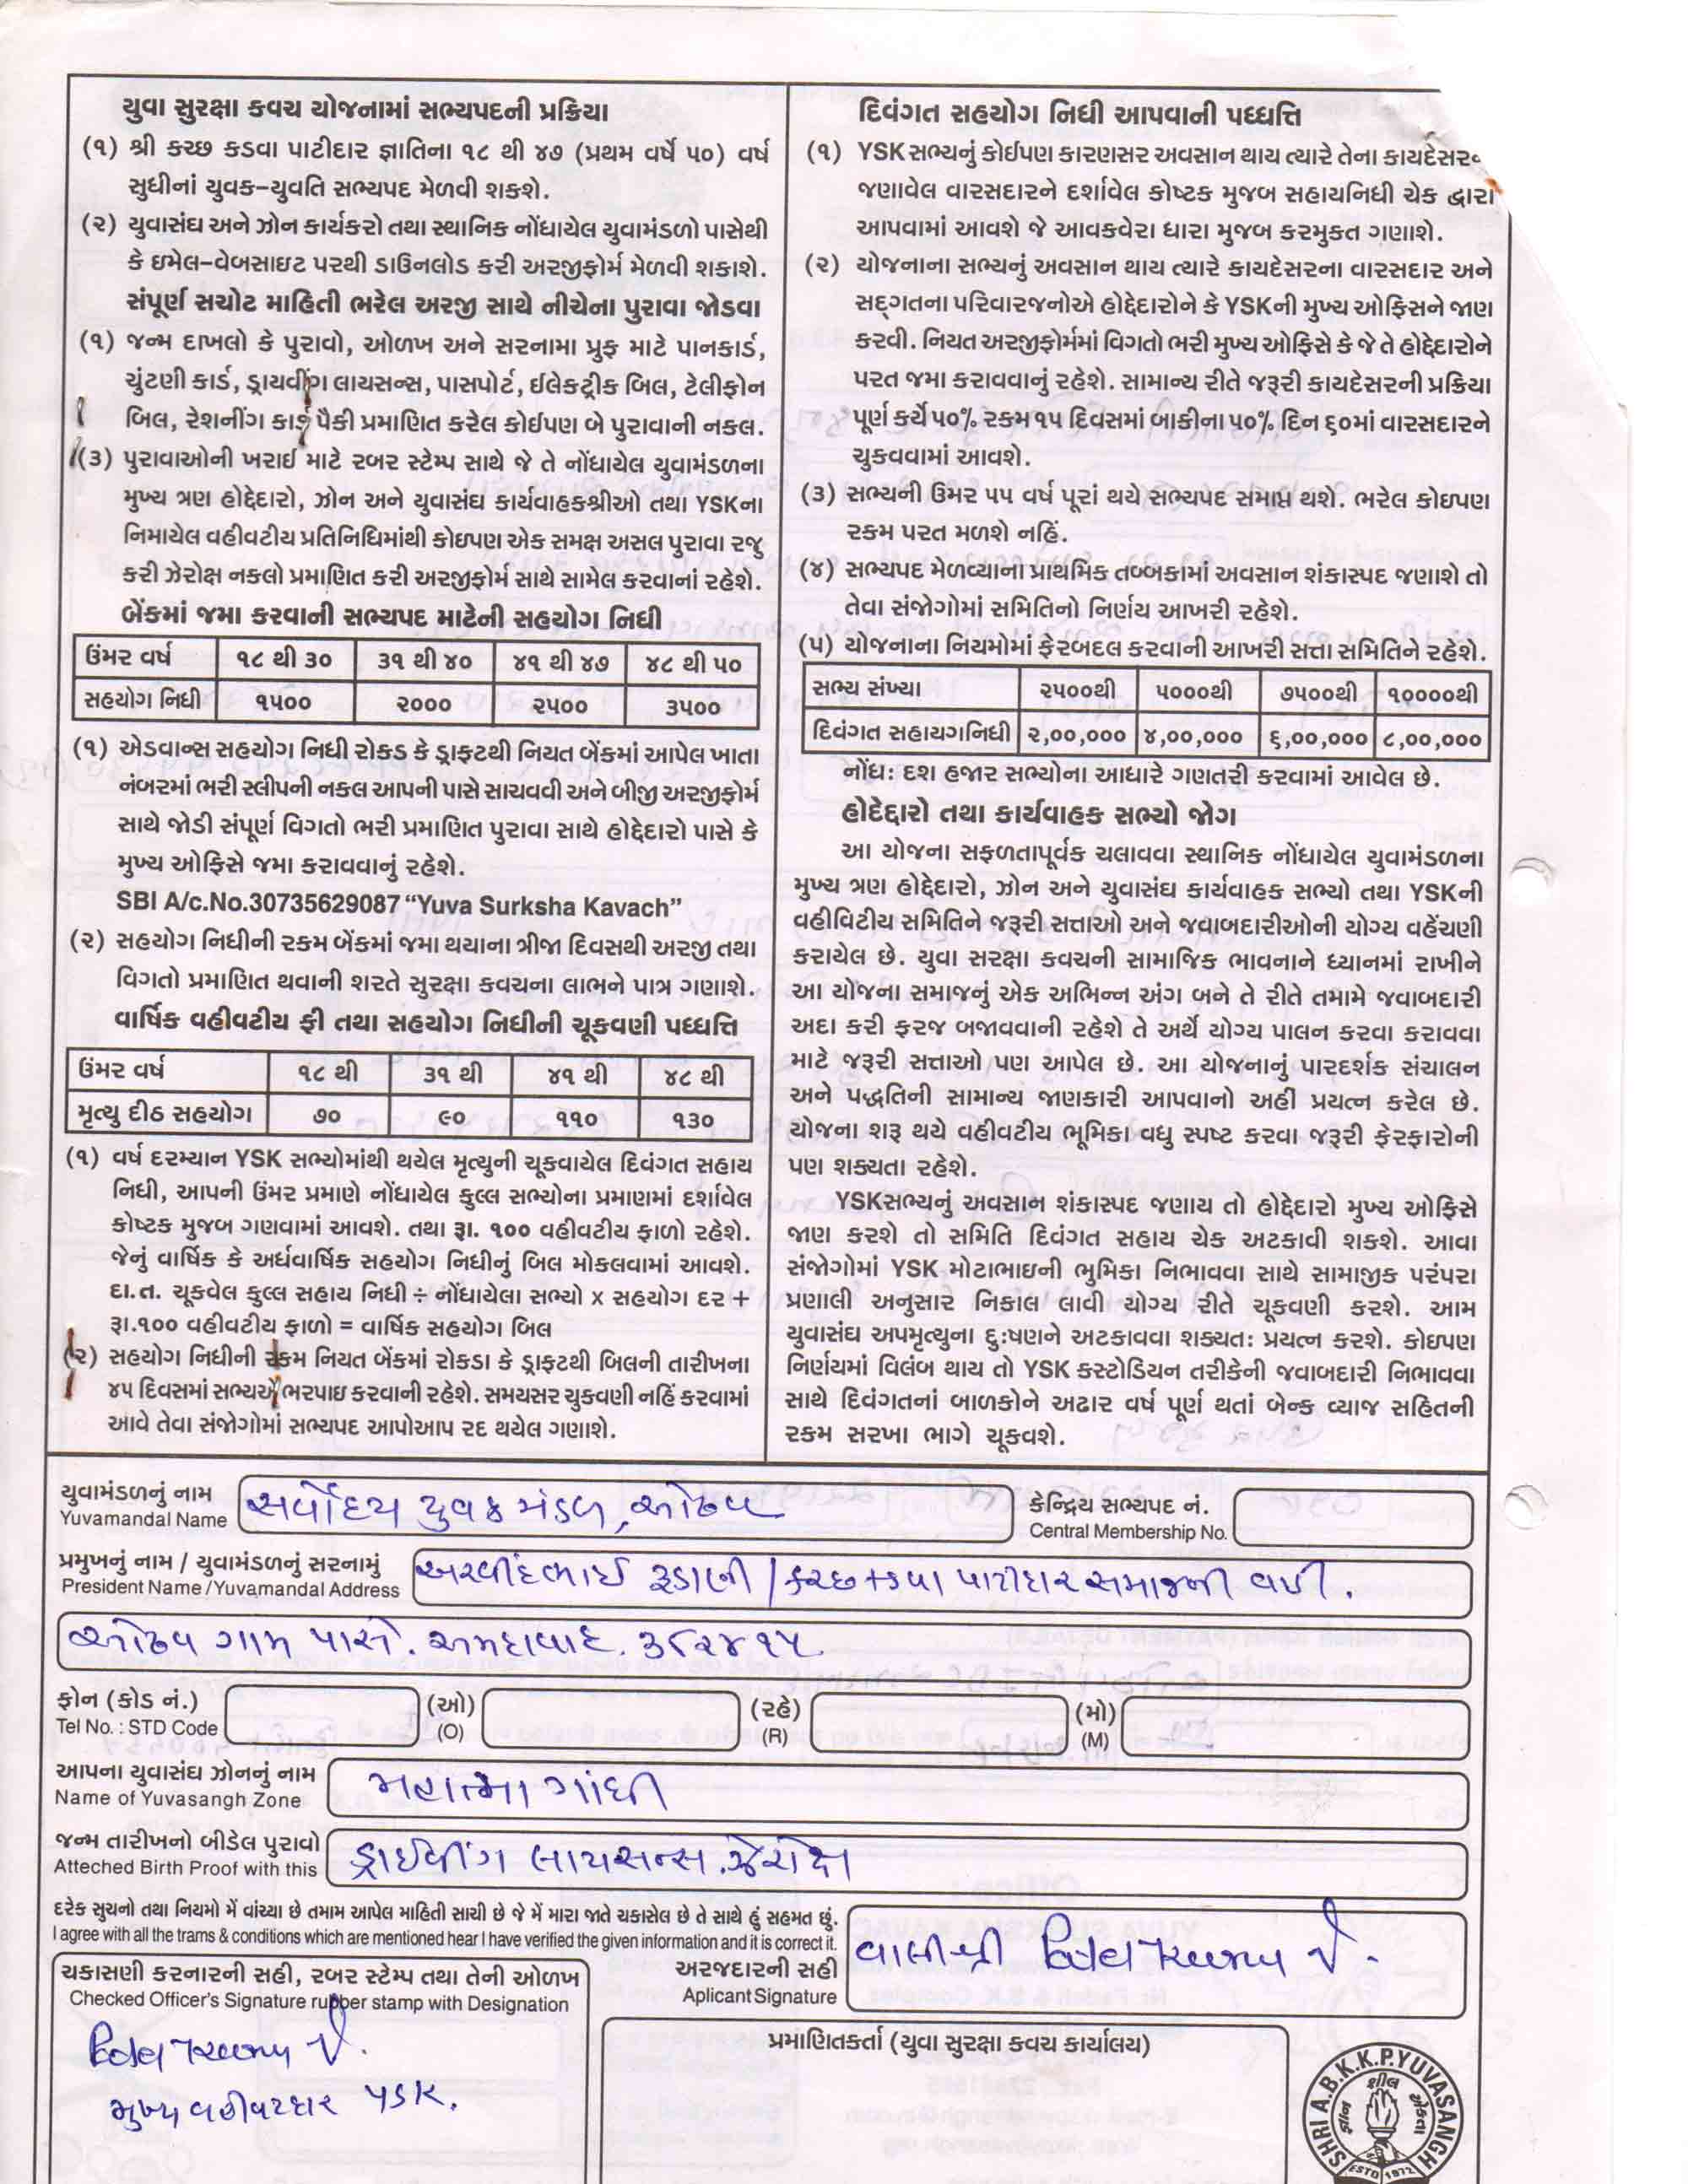 યુવા સુરક્ષા કવચ યોજનામાં સભ્યપદની પ્રક્રિયા
(૧) શ્રી કચ્છ કડવા પાટીદાર જ્ઞાતિના ૧૮ થી ૪૭ (પ્રથમ વર્ષે ૫૦) વર્ષ
સુધીનાં યુવક-યુવતિ સભ્યપદ મેળવી શકશે.
(૨) યુવાસંઘ અને ઝોન કાર્યકરો તથા સ્થાનિક નોંધાયેલ યુવામંડળો પાસેથી
કે ઇમેલ-વેબસાઇટ પરથી ડાઉનલોડ કરી અરજીફોર્મ મેળવી શકાશે.
સંપૂર્ણ સચોટ માહિતી ભરેલ અરજી સાથે નીચેના પુરાવા જોડવા
(૧) જન્મ દાખલો કે પુરાવો, ઓળખ અને સરનામા પ્રુફ માટે પાનકાર્ડ,
ચુંટણી કાર્ડ, ડ્રાયવીંગ લાયસન્સ, પાસપોર્ટ, ઇલેક્ટ્રીક બિલ, ટેલીફોન
બિલ, રેશનીંગ કાર્ડ પૈકી પ્રમાણિત કરેલ કોઈપણ બે પુરાવાની નકલ.
(૩) પુરાવાઓની ખરાઈ માટે રબર સ્ટેમ્પ સાથે જે તે નોંધાયેલ યુવામંડળના
મુખ્ય ત્રણ હોદ્દેદારો, ઝોન અને યુવાસંઘ કાર્યવાહકશ્રીઓ તથા YSKના
નિમાયેલ વહીવટીય પ્રતિનિધિમાંથી કોઇપણ એક સમક્ષ અસલ પુરાવા રજુ
કરી ઝેરોક્ષ નકલો પ્રમાણિત કરી અરજીફોર્મ સાથે સામેલ કરવાનાં રહેશે.
બેંકમાં જમા કરવાની સભ્યપદ માટેની સહયોગ નિધી
ઉંમર વર્ષ ૧૮ થી ૩૦ ૩૧ થી ૪૦ ૪૧ થી ૪૭ ૪૮ થી ૫૦
સહયોગ નિધી ૧૫૦૦ ૨૦૦૦ ૨૫૦૦ ૩૫૦૦
(૧) એડવાન્સ સહયોગ નિધી રોકડ કે ડ્રાફ્ટથી નિયત બેંકમાં આપેલ ખાતા
નંબરમાં ભરી સ્લીપની નકલ આપની પાસે સાચવવી અને બીજી અરજીફોર્મ
સાથે જોડી સંપૂર્ણ વિગતો ભરી પ્રમાણિત પુરાવા સાથે હોદ્દેદારો પાસે કે
મુખ્ય ઓફિસે જમા કરાવવાનું રહેશે.
SBI A/c.No.30735629087 “Yuva Surksha Kavach”
(૨) સહયોગ નિધીની રકમ બેંકમાં જમા થયાના ત્રીજા દિવસથી અરજી તથા
વિગતો પ્રમાણિત થવાની શરતે સુરક્ષા કવચના લાભને પાત્ર ગણાશે.
વાર્ષિક વહીવટીય ફી તથા સહયોગ નિધીની ચૂકવણી પધ્ધત્તિ
ઉંમર વર્ષ ૧૮ થી ૩૧ થી ૪૧ થી ૪૮ થી
મૃત્યુ દીઠ સહયોગ ૭૦ ૯૦ ૧૧૦ ૧૩૦
(૧) વર્ષ દરમ્યાન YSK સભ્યોમાંથી થયેલ મૃત્યુની ચૂકવાયેલ દિવંગત સહાય
નિધી, આપની ઉંમર પ્રમાણે નોંધાયેલ કુલ્લ સભ્યોના પ્રમાણમાં દર્શાવેલ
કોષ્ટક મુજબ ગણવામાં આવશે. તથા રૂા. ૧૦૦ વહીવટીય ફાળો રહેશે.
જેનું વાર્ષિક કે અર્ધવાર્ષિક સહયોગ નિધીનું બિલ મોકલવામાં આવશે.
દા.ત. ચૂકવેલ કુલ્લ સહાય નિધી ÷ નોંધાયેલા સભ્યો x સહયોગ દર +
રૂા.૧૦૦ વહીવટીય ફાળો = વાર્ષિક સહયોગ બિલ
(૨) સહયોગ નિધીની રકમ નિયત બેંકમાં રોકડા કે ડ્રાફ્ટથી બિલની તારીખના
૪૫ દિવસમાં સભ્યએ ભરપાઇ કરવાની રહેશે. સમયસર ચુકવણી નહિં કરવામાં
આવે તેવા સંજોગોમાં સભ્યપદ આપોઆપ રદ થયેલ ગણાશે.
દિવંગત સહયોગ નિધી આપવાની પધ્ધત્તિ
(૧) YSKસભ્યનું કોઈપણ કારણસર અવસાન થાય ત્યારે તેના કાયદેસર
જણાવેલ વારસદારને દર્શાવેલ કોષ્ટક મુજબ સહાયનિધી ચેક દ્વારા
આપવામાં આવશે જે આવકવેરા ધારા મુજબ કરમુક્ત ગણાશે.
(૨) યોજનાના સભ્યનું અવસાન થાય ત્યારે કાયદેસરના વારસદાર અને
સદ્‌ગતના પરિવારજનોએ હોદ્દેદારોને કે YSKની મુખ્ય ઓફિસને જાણ
કરવી. નિયત અરજીફોર્મમાં વિગતો ભરી મુખ્ય ઓફિસે કે જે તે હોદ્દેદારોને
પરત જમા કરાવવાનું રહેશે. સામાન્ય રીતે જરૂરી કાયદેસરની પ્રક્રિયા
પૂર્ણ કર્યે ૫૦% રકમ ૧૫ દિવસમાં બાકીના ૫૦% દિન ૬૦માં વારસદારને
ચુકવવામાં આવશે.
(૩) સભ્યની ઉંમર ૫૫ વર્ષ પૂરાં થયે સભ્યપદ સમાપ્ત થશે. ભરેલ કોઇપણ
રકમ પરત મળશે નહિં.
(૪) સભ્યપદ મેળવ્યાના પ્રાથમિક તબ્બકામાં અવસાન શંકાસ્પદ જણાશે તો
તેવા સંજોગોમાં સમિતિનો નિર્ણય આખરી રહેશે.
(૫) યોજનાના નિયમોમાં ફેરબદલ કરવાની આખરી સત્તા સમિતિને રહેશે.
સભ્ય સંખ્યા ૨૫૦૦થી ૫૦૦૦થી ૭૫૦૦થી ૧૦૦૦૦થી
દિવંગત સહાયગનિધી ૨,૦૦,૦૦૦ ૪,૦૦,૦૦૦ ૬,૦૦,૦૦૦ ૮,૦૦,૦૦૦
નોંધ: દશ હજાર સભ્યોના આધારે ગણતરી કરવામાં આવેલ છે.
હોદેદ્દારો તથા કાર્યવાહક સભ્યો જોગ
આ યોજના સફળતાપૂર્વક ચલાવવા સ્થાનિક નોંધાયેલ યુવામંડળના
મુખ્ય ત્રણ હોદ્દેદારો, ઝોન અને યુવાસંઘ કાર્યવાહક સભ્યો તથા YSKની
વહીવિટીય સમિતિને જરૂરી સત્તાઓ અને જવાબદારીઓની યોગ્ય વહેંચણી
કરાયેલ છે. યુવા સરક્ષા કવચની સામાજિક ભાવનાને ધ્યાનમાં રાખીને
આ યોજના સમાજનું એક અભિન્ન અંગ બને તે રીતે તમામે જવાબદારી
અદા કરી ફરજ બજાવવાની રહેશે તે અર્થે યોગ્ય પાલન કરવા કરાવવા
માટે જરૂરી સત્તાઓ પણ આપેલ છે. આ યોજનાનું પારદર્શક સંચાલન
અને પદ્ધતિની સામાન્ય જાણકારી આપવાનો અહીં પ્રયત્ન કરેલ છે.
યોજના શરૂ થયે વહીવટીય ભૂમિકા વધુ સ્પષ્ટ કરવા જરૂરી ફેરફારોની
પણ શક્યતા રહેશે.
YSKસભ્યનું અવસાન શંકાસ્પદ જણાય તો હોદ્દેદારો મુખ્ય ઓફિસે
જાણ કરશે તો સમિતિ દિવંગત સહાય ચેક અટકાવી શકશે. આવા
સંજોગોમાં YSK મોટાભાઇની ભુમિકા નિભાવવા સાથે સામાજીક પરંપરા
પ્રણાલી અનુસાર નિકાલ લાવી યોગ્ય રીતે ચૂકવણી કરશે. આમ
યુવાસંઘ અપમૃત્યુના દુ:ષણને અટકાવવા શક્યત: પ્રયત્ન કરશે. કોઇપણ
નિર્ણયમાં વિલંબ થાય તો YSK કસ્ટોડિયન તરીકેની જવાબદારી નિભાવવા
સાથે દિવંગતનાં બાળકોને અઢાર વર્ષ પૂર્ણ થતાં બેન્ક વ્યાજ સહિતની
રકમ સરખા ભાગે ચૂકવશે.
યુવામંડળનું નામ સર્વોદય યુવક મંડળ, ઓઢવ કેન્દ્રિય સભ્યપદ નં.
Yuvamandal Name Central Membership No.
પ્રમુખનું નામ / યુવામંડળનું સરનામું અરવીંદભાઈ રૂડાણી / કચ્છ કડવા પાટીદાર સમાજની વાડી.
President Name /Yuvamandal Address
ઓઢવ ગામ પાસે. અમદાવાદ. ૩૮૨૪૧૫
ફોન (કોડ નં.) (ઓ) (રહે) (મો)
Tel No. : STD Code (O) (R) (M)
આપના યુવાસંઘ ઝોનનું નામ મહાત્મા ગાંધી
Name of Yuvasangh Zone
જન્મ તારીખનો બીડેલ પુરાવો ડ્રાઈવીંગ લાયસન્સ ઝેરોક્ષ
Atteched Birth Proof with this
દરેક સુચનો તથા નિયમો મેં વાંચ્યા છે તમામ આપેલ માહિતી સાચી છે જે મેં મારા જાતે ચકાસેલ છે તે સાથે હું સહમત છું.
I agree with all the trams & conditions which are mentioned hear I have verified the given information and it is correct it.
અરજદારની સહી વાલીશ્રી
Aplicant Signature
ચકાસણી કરનારની સહી, રબર સ્ટેમ્પ તથા તેની ઓળખ
Checked Officer's Signature rubber stamp with Designation
મુખ્ય વહીવટદાર YSK.
પ્રમાણિતકર્તા (યુવા સુરક્ષા કવચ કાર્યાલય)
SHRI A.B.K.K.P.YUVASANGH
શીલ
એકતા
ESTD 1972